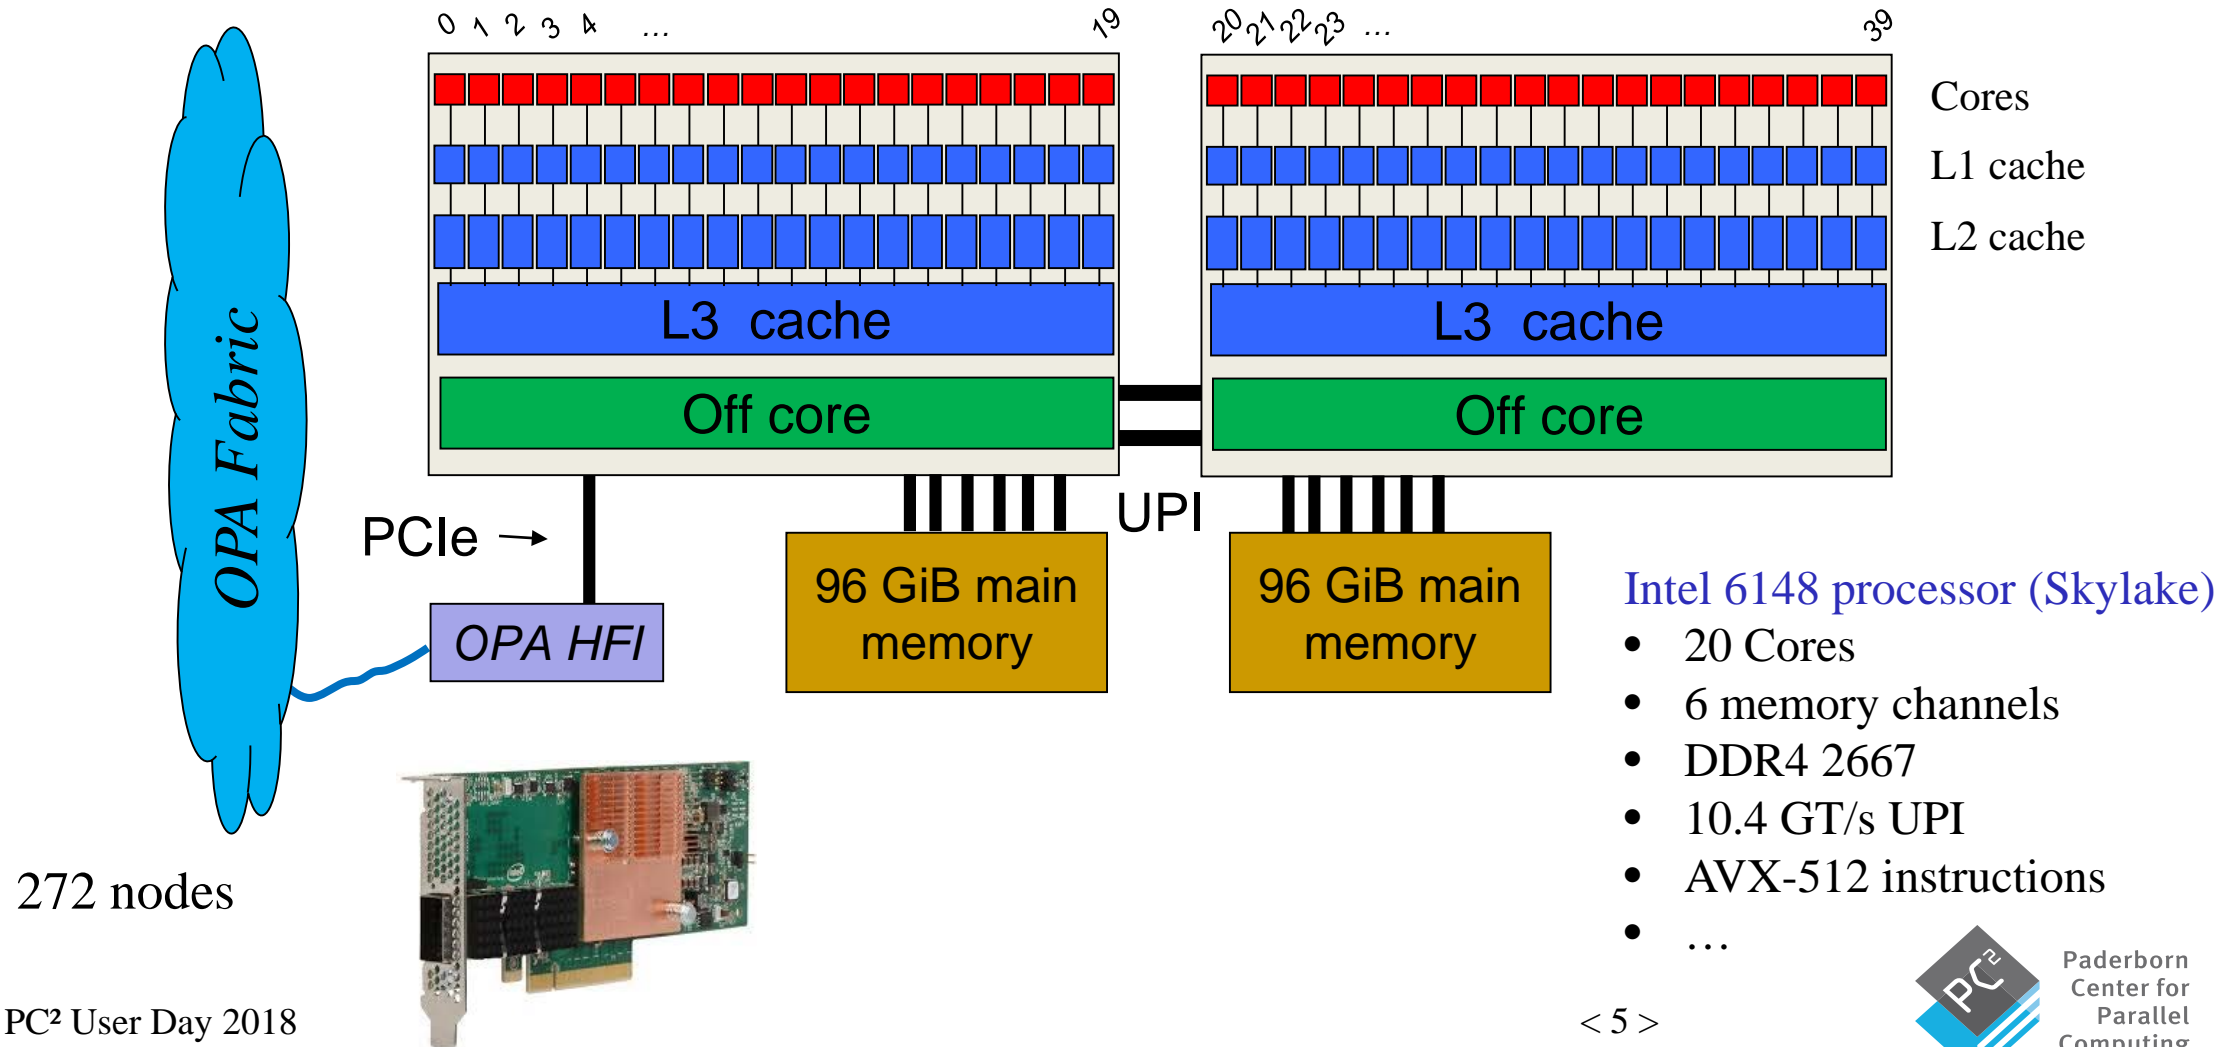 0 1 2 3 4 ... 19
20 21 22 23 ... 39
Cores
L1 cache
L2 cache
L3 cache
L3 cache
Off core
Off core
OPA Fabric
PCIe
UPI
OPA HFI
96 GiB main
memory
96 GiB main
memory
Intel 6148 processor (Skylake)
• 20 Cores
• 6 memory channels
• DDR4 2667
• 10.4 GT/s UPI
• AVX-512 instructions
• …
272 nodes
PC² User Day 2018
< 5 >
PC²
Paderborn
Center for
Parallel
Computing